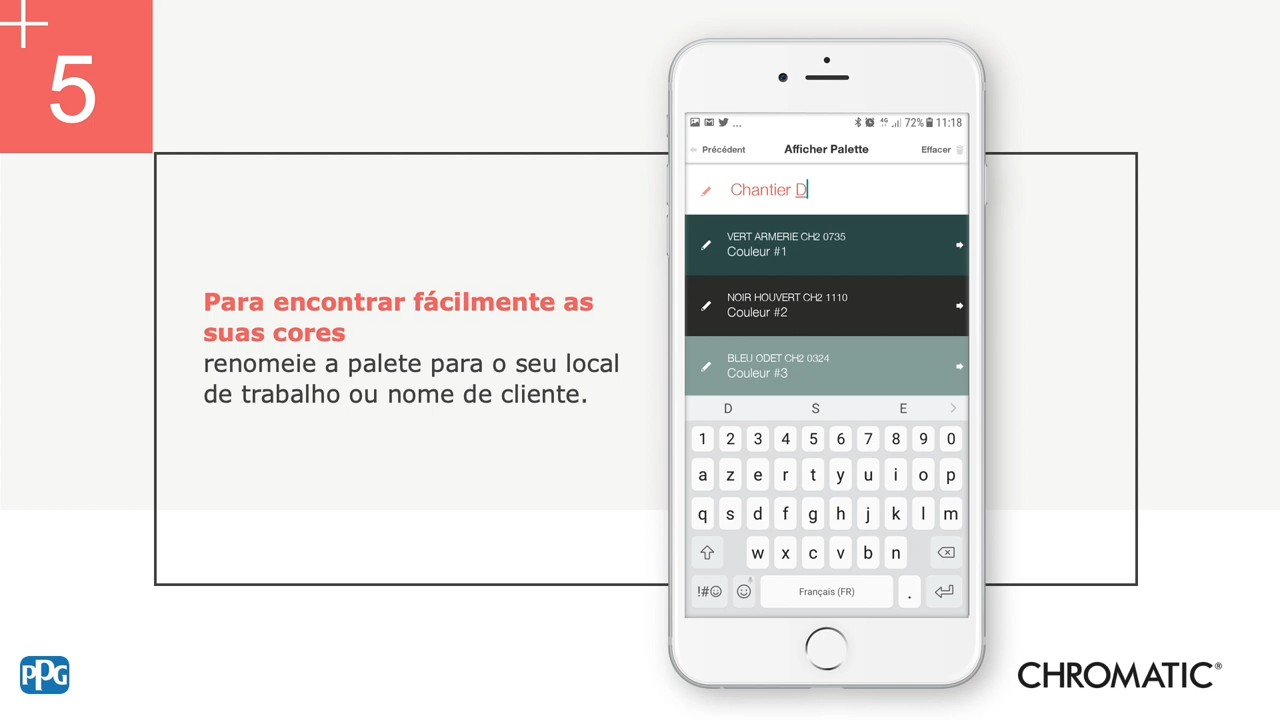 5
Para encontrar fácilmente as
suas cores
renomeie a palete para o seu local
de trabalho ou nome de cliente.
... 4G 72% 11:18
Précédent Afficher Palette Effacer
Chantier D
VERT ARMERIE CH2 0735
Couleur #1
NOIR HOUVERT CH2 1110
Couleur #2
BLEU ODET CH2 0324
Couleur #3
D S E
1 2 3 4 5 6 7 8 9 0
a z e r t y u i o p
q s d f g h j k l m
w x c v b n
!#☺ Français (FR) .
PPG
CHROMATIC®